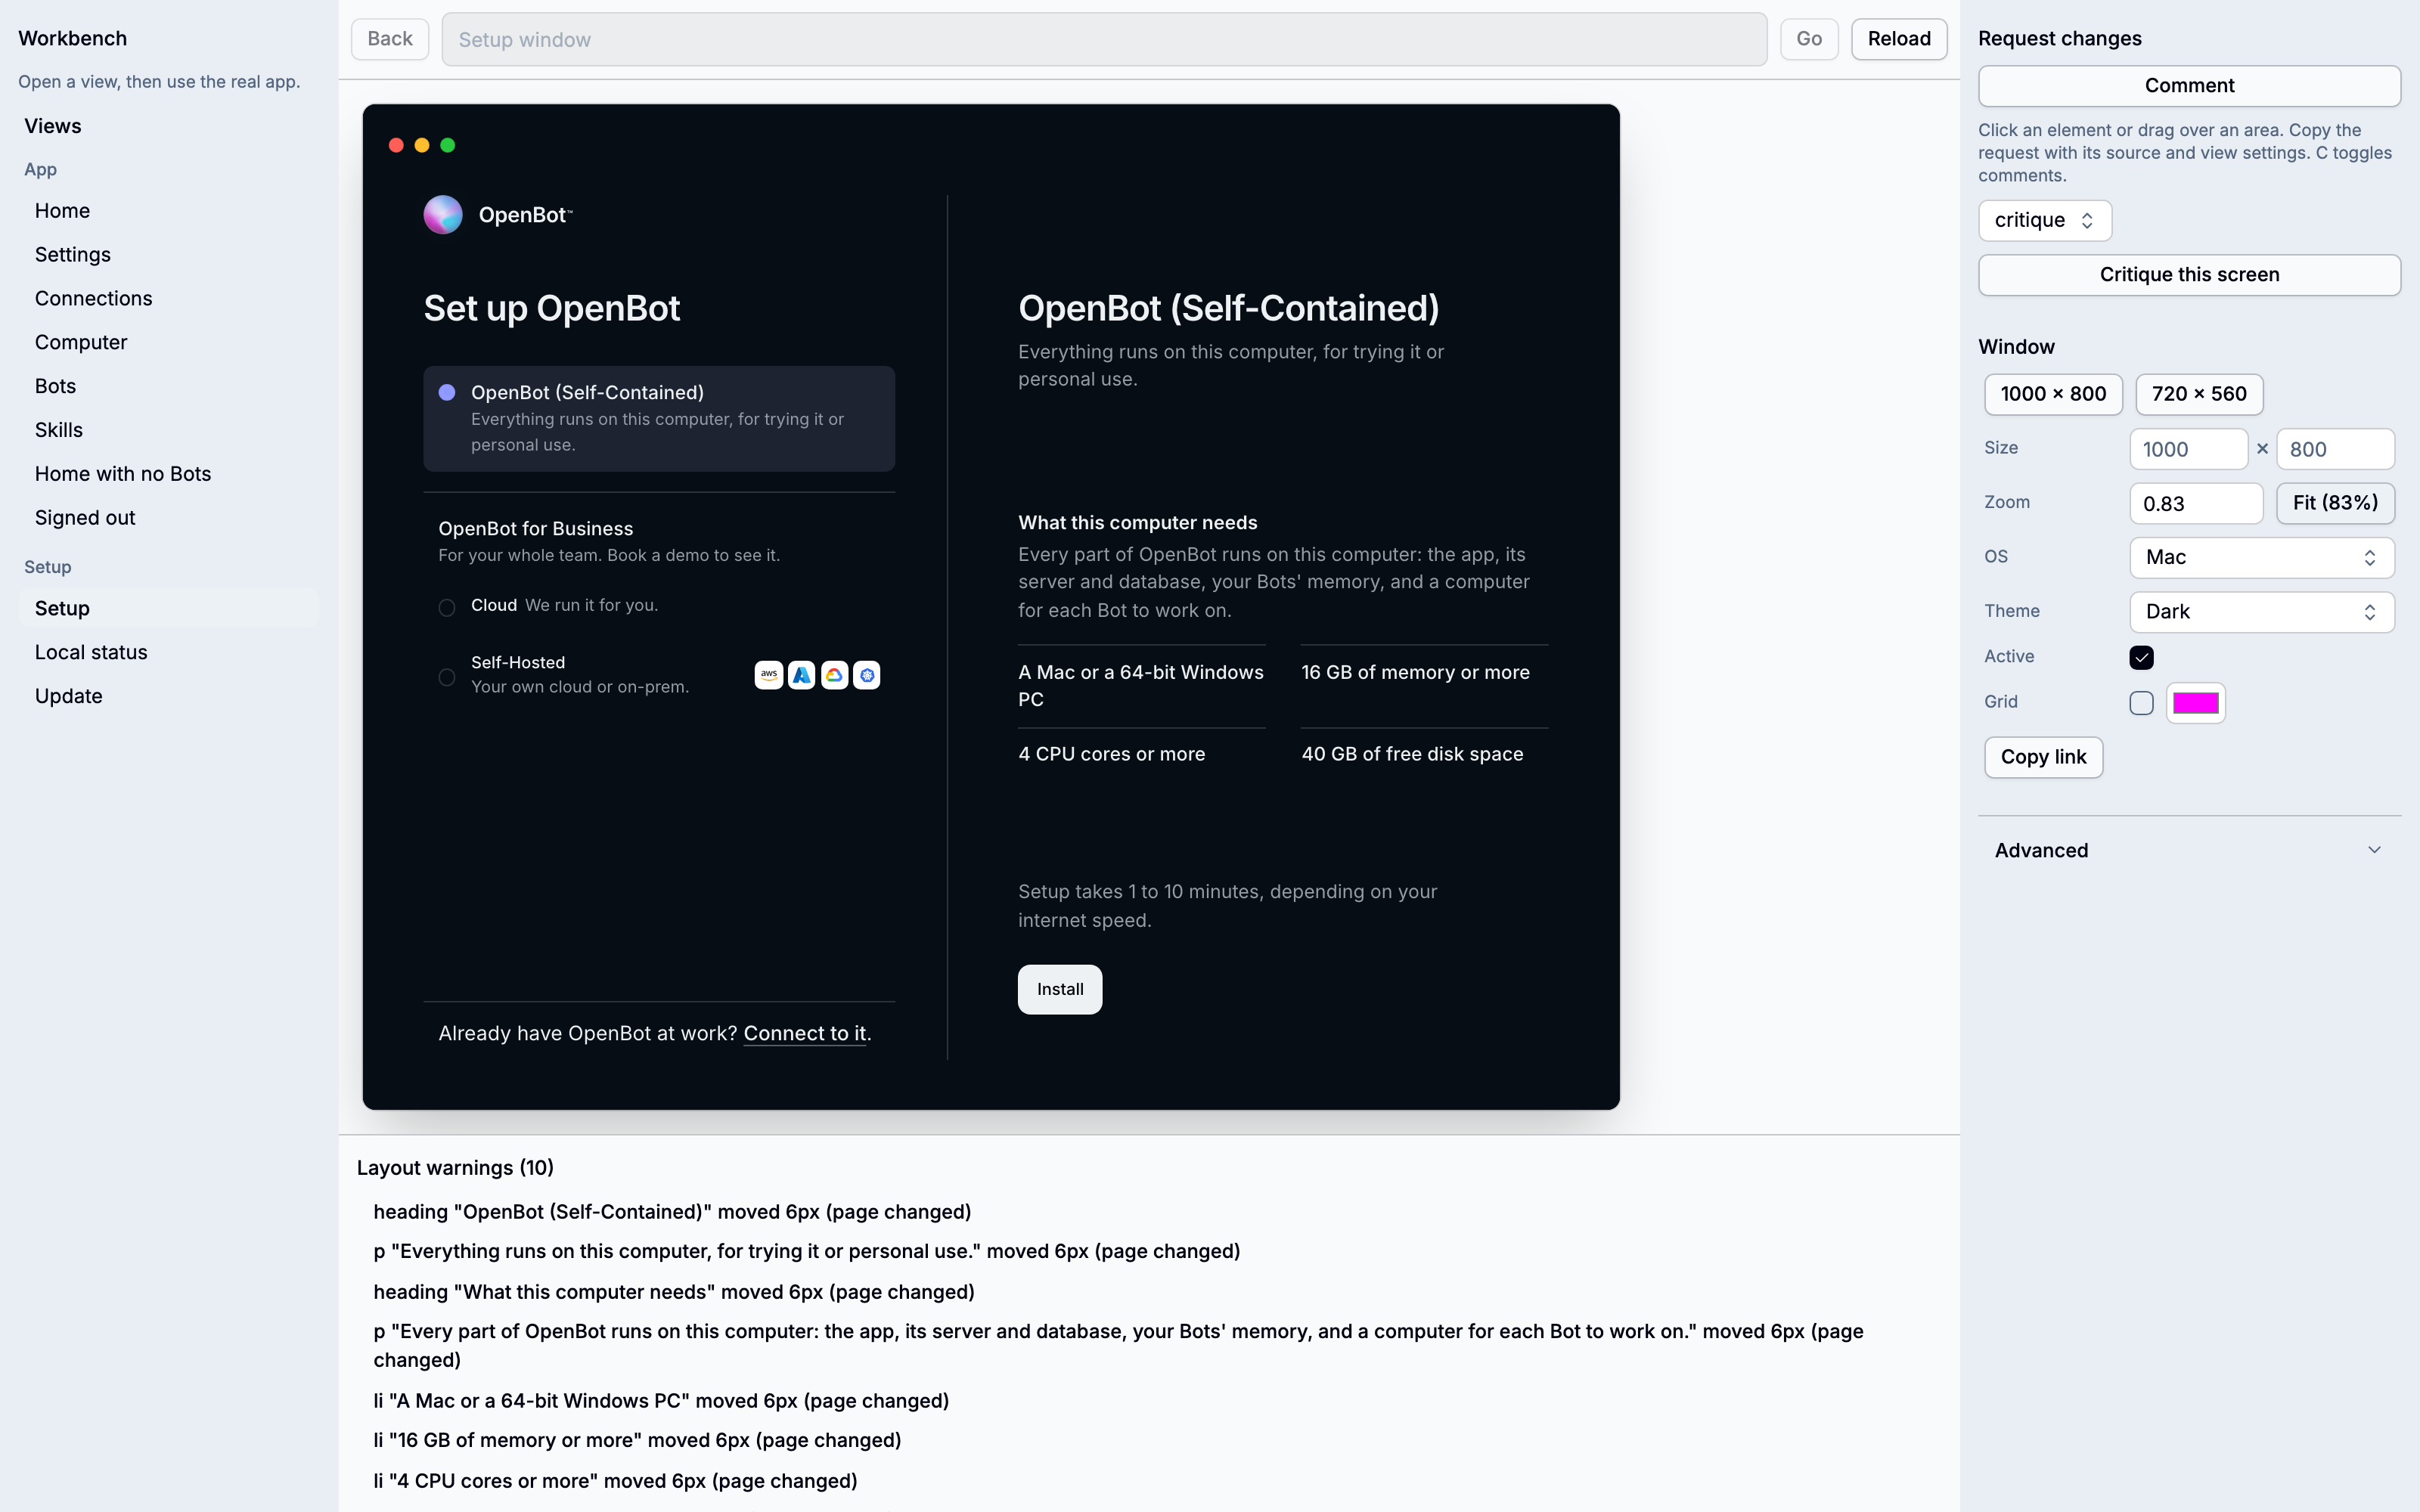 Workbench
Open a view, then use the real app.
Views
App
Home
Settings
Connections
Computer
Bots
Skills
Home with no Bots
Signed out
Setup
Setup
Local status
Update
Back
Setup window
Go
Reload
OpenBot™
Set up OpenBot
OpenBot (Self-Contained)
Everything runs on this computer, for trying it or
personal use.
OpenBot for Business
For your whole team. Book a demo to see it.
Cloud We run it for you.
Self-Hosted
Your own cloud or on-prem.
aws
Already have OpenBot at work? Connect to it.
OpenBot (Self-Contained)
Everything runs on this computer, for trying it or
personal use.
What this computer needs
Every part of OpenBot runs on this computer: the app, its
server and database, your Bots' memory, and a computer
for each Bot to work on.
A Mac or a 64-bit Windows
PC
16 GB of memory or more
4 CPU cores or more
40 GB of free disk space
Setup takes 1 to 10 minutes, depending on your
internet speed.
Install
Layout warnings (10)
heading "OpenBot (Self-Contained)" moved 6px (page changed)
p "Everything runs on this computer, for trying it or personal use." moved 6px (page changed)
heading "What this computer needs" moved 6px (page changed)
p "Every part of OpenBot runs on this computer: the app, its server and database, your Bots' memory, and a computer for each Bot to work on." moved 6px (page
changed)
li "A Mac or a 64-bit Windows PC" moved 6px (page changed)
li "16 GB of memory or more" moved 6px (page changed)
li "4 CPU cores or more" moved 6px (page changed)
Request changes
Comment
Click an element or drag over an area. Copy the
request with its source and view settings. C toggles
comments.
critique
Critique this screen
Window
1000 × 800
720 × 560
Size
1000
×
800
Zoom
0.83
Fit (83%)
OS
Mac
Theme
Dark
Active
Grid
Copy link
Advanced